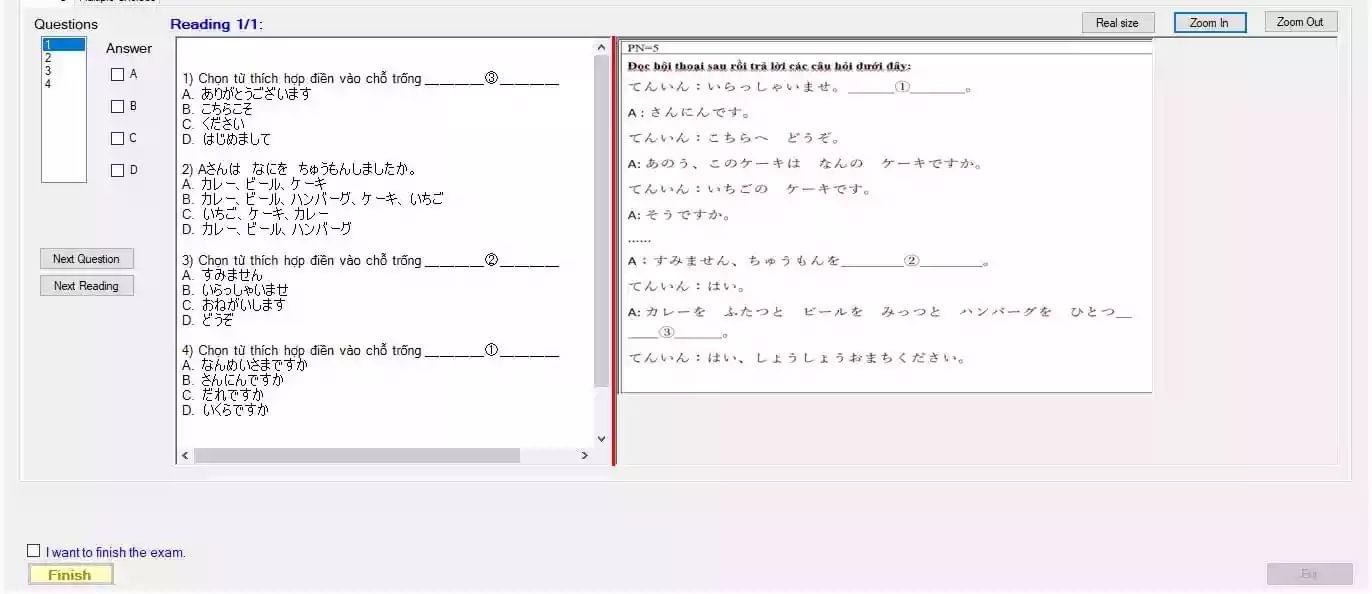 Questions
Reading 1/1:
Real size
Zoom In
Zoom Out
1
2
3
4
Answer
A
B
C
D
Next Question
Next Reading
1) Chọn từ thích hợp điền vào chỗ trống ________③________
A. ありがとうございます
B. こちらこそ
C. ください
D. はじめまして
2) Aさんは　なにを　ちゅうもんしましたか。
A. カレー、ビール、ケーキ
B. カレー、ビール、ハンバーグ、ケーキ、いちご
C. いちご、ケーキ、カレー
D. カレー、ビール、ハンバーグ
3) Chọn từ thích hợp điền vào chỗ trống ________②________
A. すみません
B. いらっしゃいませ
C. おねがいします
D. どうぞ
4) Chọn từ thích hợp điền vào chỗ trống ________①________
A. なんめいさまですか
B. さんにんですか
C. だれですか
D. いくらですか
PN=5
Đọc hội thoại sau rồi trả lời các câu hỏi dưới đây:
てんいん：いらっしゃいませ。______①_______。
A : さんにんです。
てんいん：こちらへ　どうぞ。
A: あのう、このケーキは　なんの　ケーキですか。
てんいん：いちごの　ケーキです。
A: そうですか。
......
A：すみません、ちゅうもんを________②________。
てんいん：はい。
A: カレーを　ふたつと　ビールを　みっつと　ハンバーグを　ひとつ__
____③______。
てんいん：はい、しょうしょうおまちください。
I want to finish the exam.
Finish